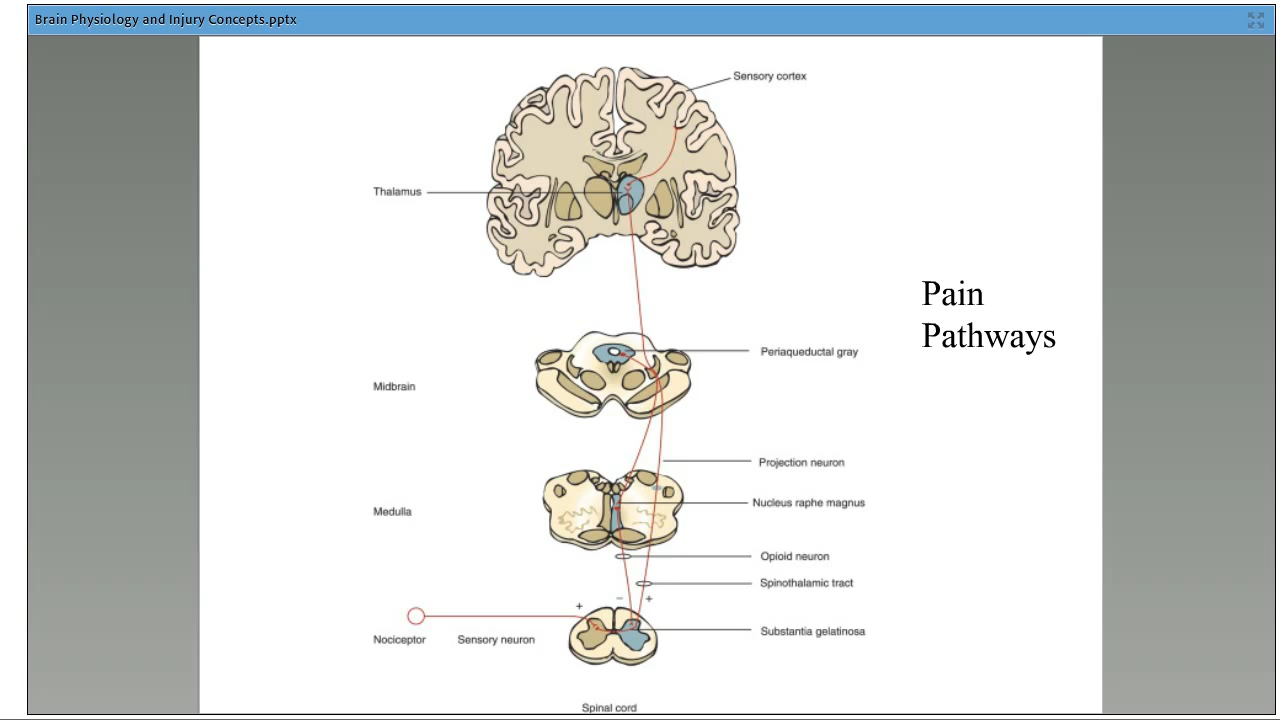 Brain Physiology and Injury Concepts.pptx
Sensory cortex
Thalamus
Pain
Pathways
Periaqueductal gray
Midbrain
Projection neuron
Nucleus raphe magnus
Medulla
Opioid neuron
Spinothalamic tract
+ − +
Substantia gelatinosa
Nociceptor Sensory neuron
Spinal cord